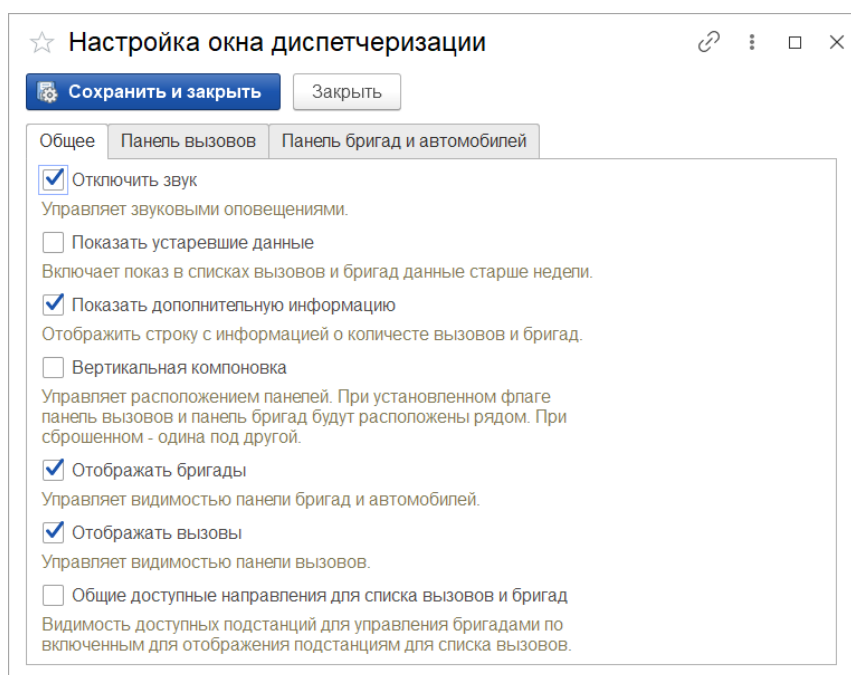 Настройка окна диспетчеризации
Сохранить и закрыть
Закрыть
Общее
Панель вызовов
Панель бригад и автомобилей
Отключить звук
Управляет звуковыми оповещениями.
Показать устаревшие данные
Включает показ в списках вызовов и бригад данные старше недели.
Показать дополнительную информацию
Отображить строку с информацией о количесте вызовов и бригад.
Вертикальная компоновка
Управляет расположением панелей. При установленном флаге
панель вызовов и панель бригад будут расположены рядом. При
сброшенном - одина под другой.
Отображать бригады
Управляет видимостью панели бригад и автомобилей.
Отображать вызовы
Управляет видимостью панели вызовов.
Общие доступные направления для списка вызовов и бригад
Видимость доступных подстанций для управления бригадами по
включенным для отображения подстанциям для списка вызовов.